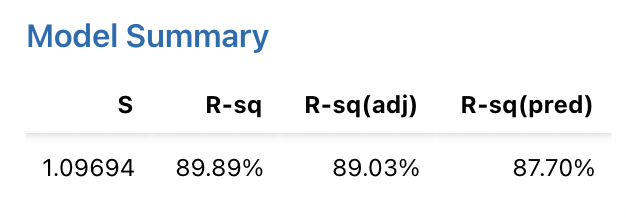 Model Summary
S R-sq R-sq(adj) R-sq(pred)
1.09694 89.89% 89.03% 87.70%